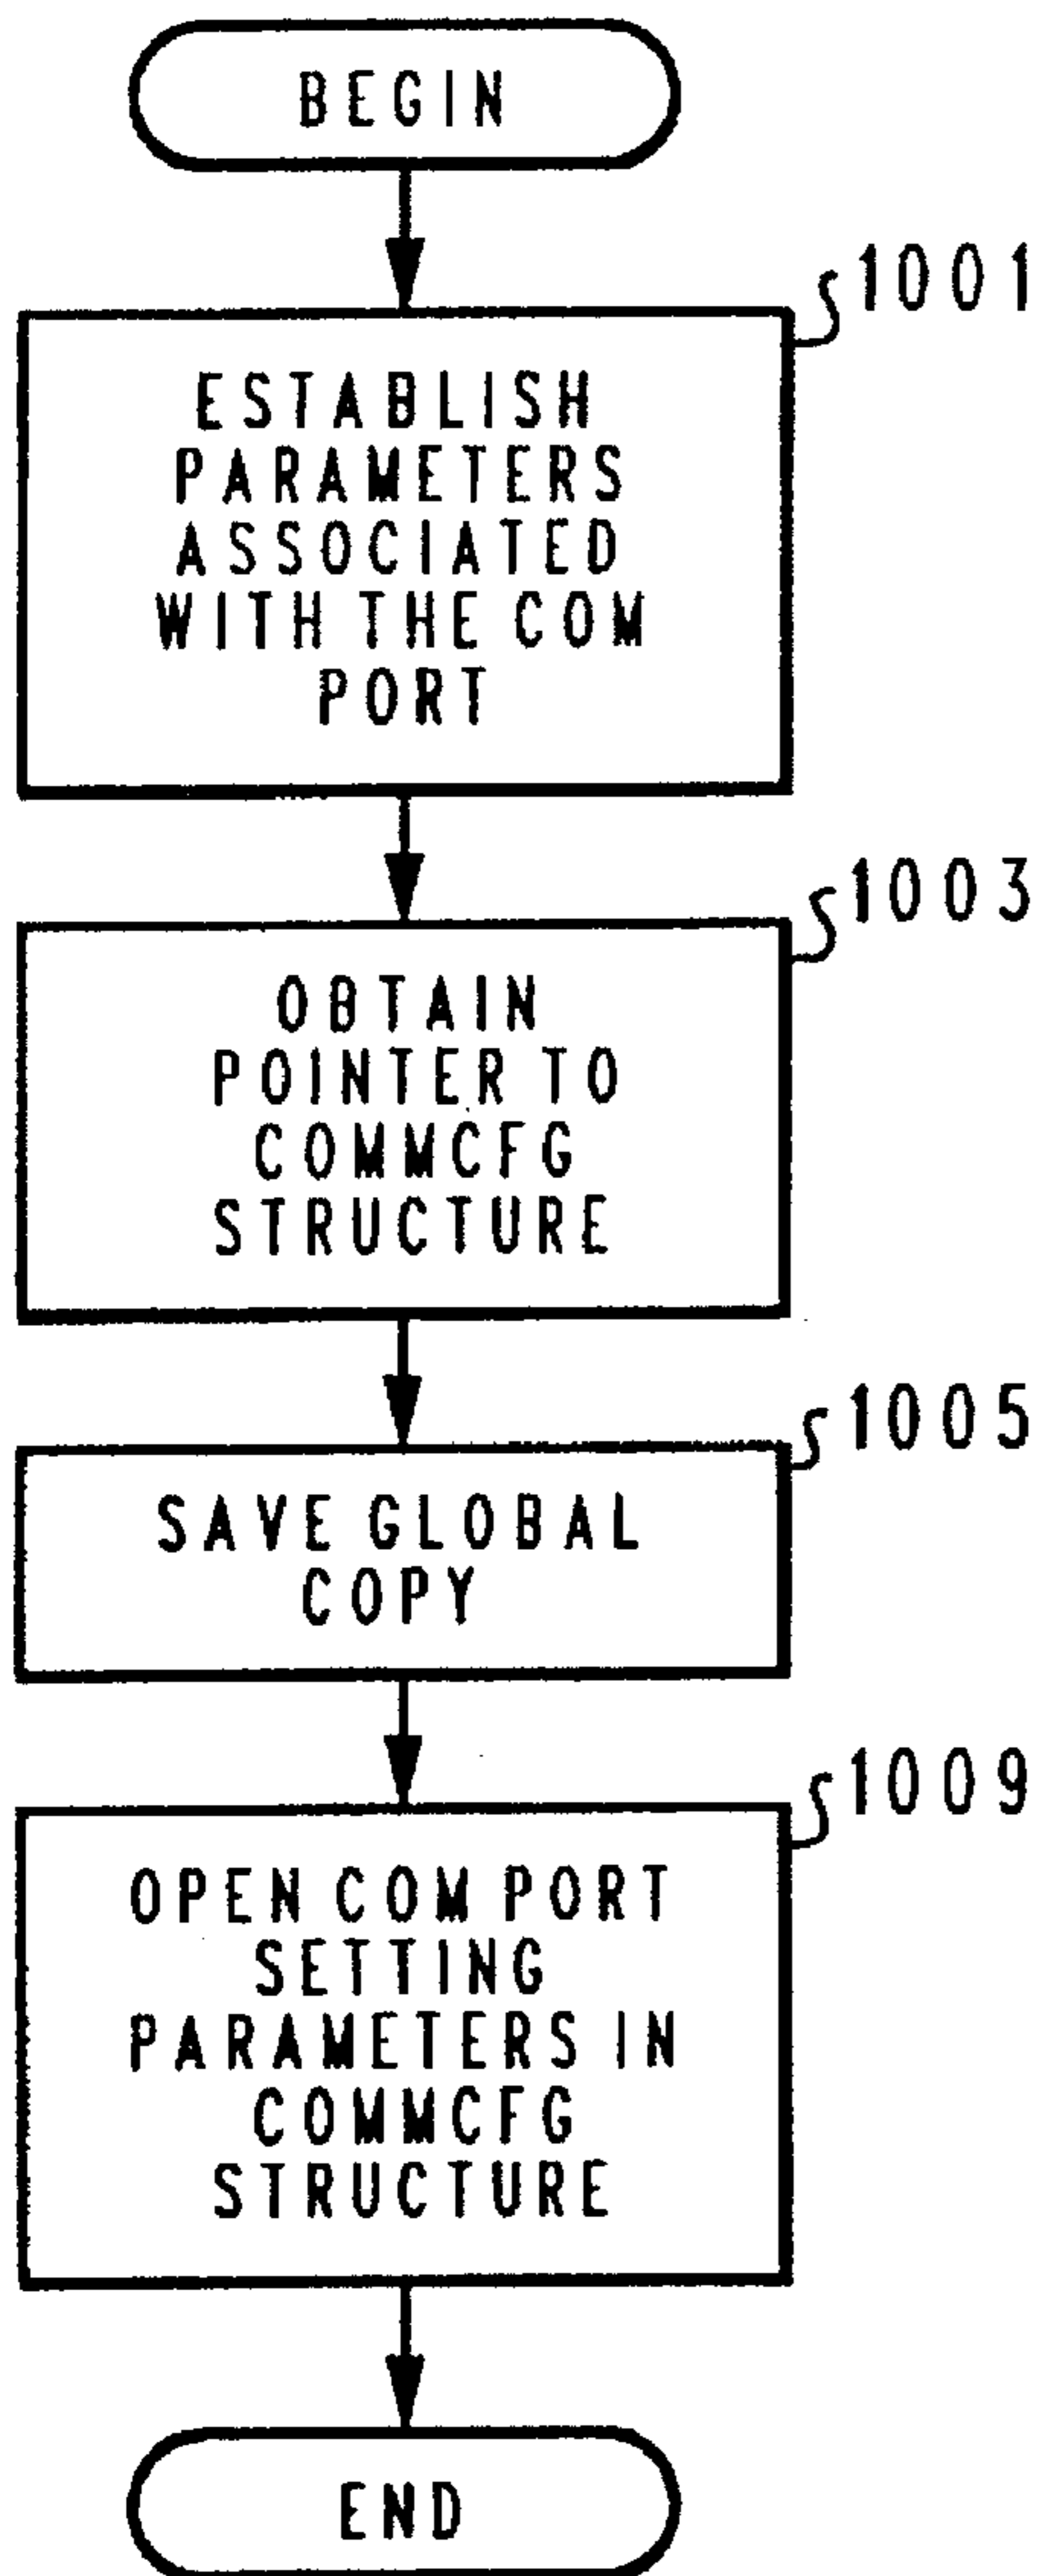 BEGIN
1001
ESTABLISH
PARAMETERS
ASSOCIATED
WITH THE COM
PORT
1003
OBTAIN
POINTER TO
COMMCFG
STRUCTURE
1005
SAVE GLOBAL
COPY
1009
OPEN COM PORT
SETTING
PARAMETERS IN
COMMCFG
STRUCTURE
END